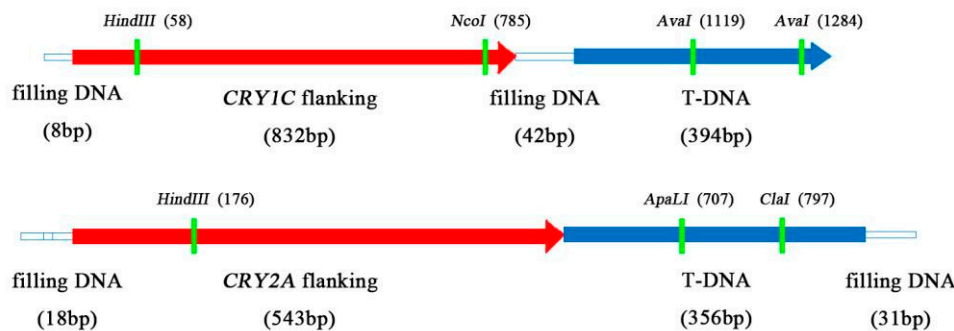 HindIII (58) NcoI (785) AvaI (1119) AvaI (1284)
filling DNA CRY1C flanking filling DNA T-DNA
(8bp) (832bp) (42bp) (394bp)
HindIII (176) ApaLI (707) ClaI (797)
filling DNA CRY2A flanking T-DNA filling DNA
(18bp) (543bp) (356bp) (31bp)